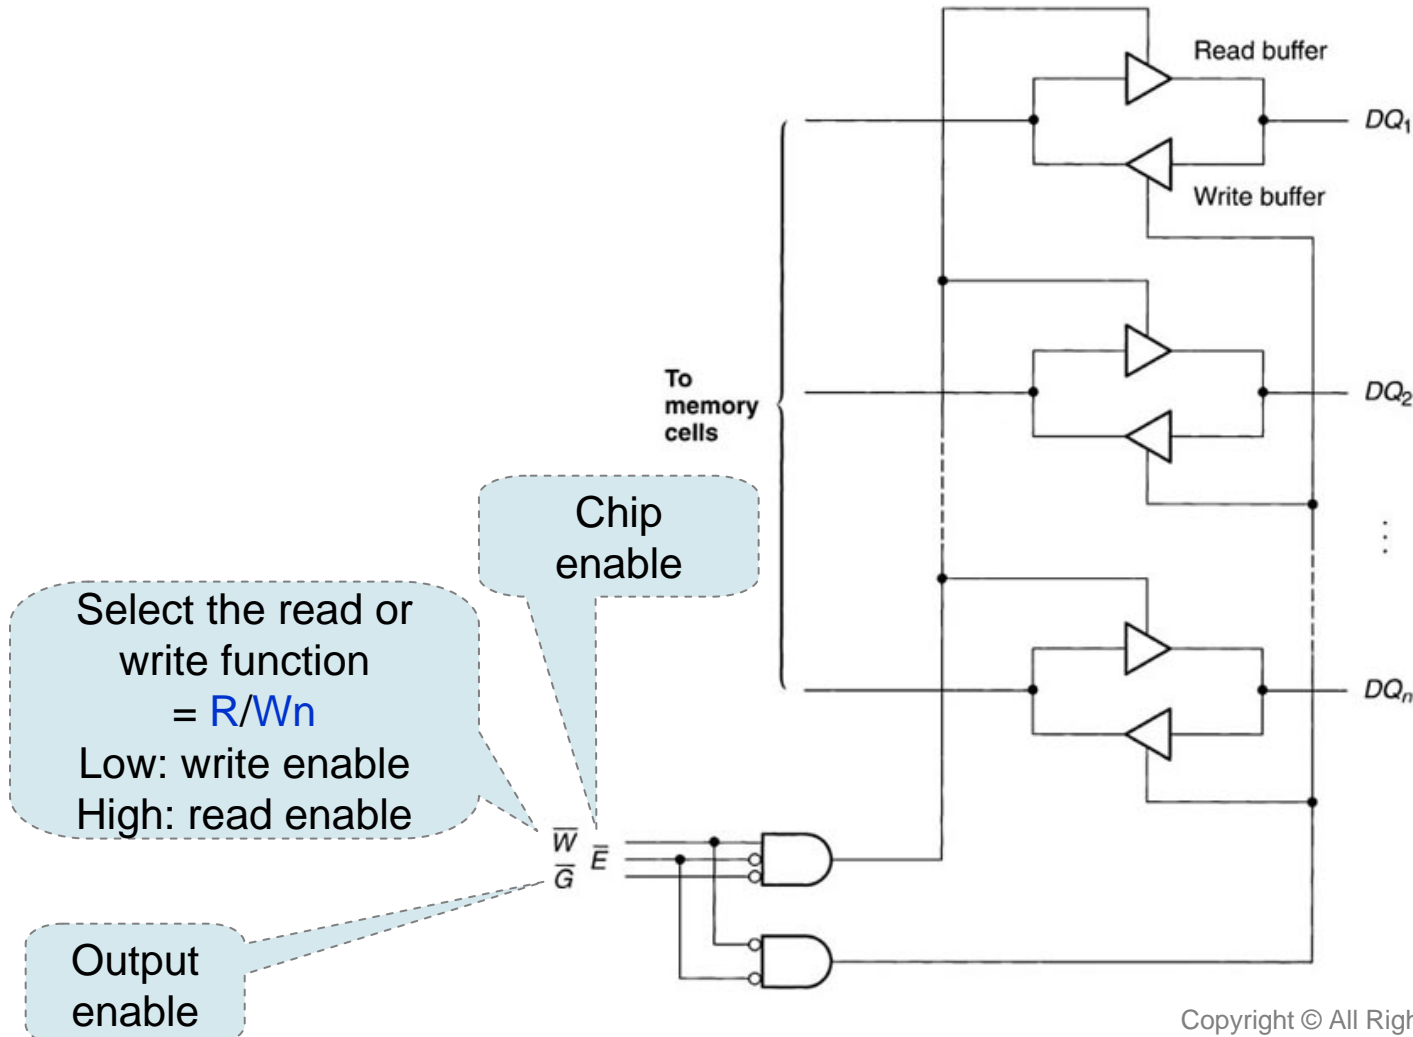 Read buffer
DQ₁
Write buffer
To
memory
cells
DQ₂
Chip
enable
Select the read or
write function
= R/Wn
Low: write enable
High: read enable
⋮
DQₙ
W̅
E̅
G̅
Output
enable
Copyright © All Righ